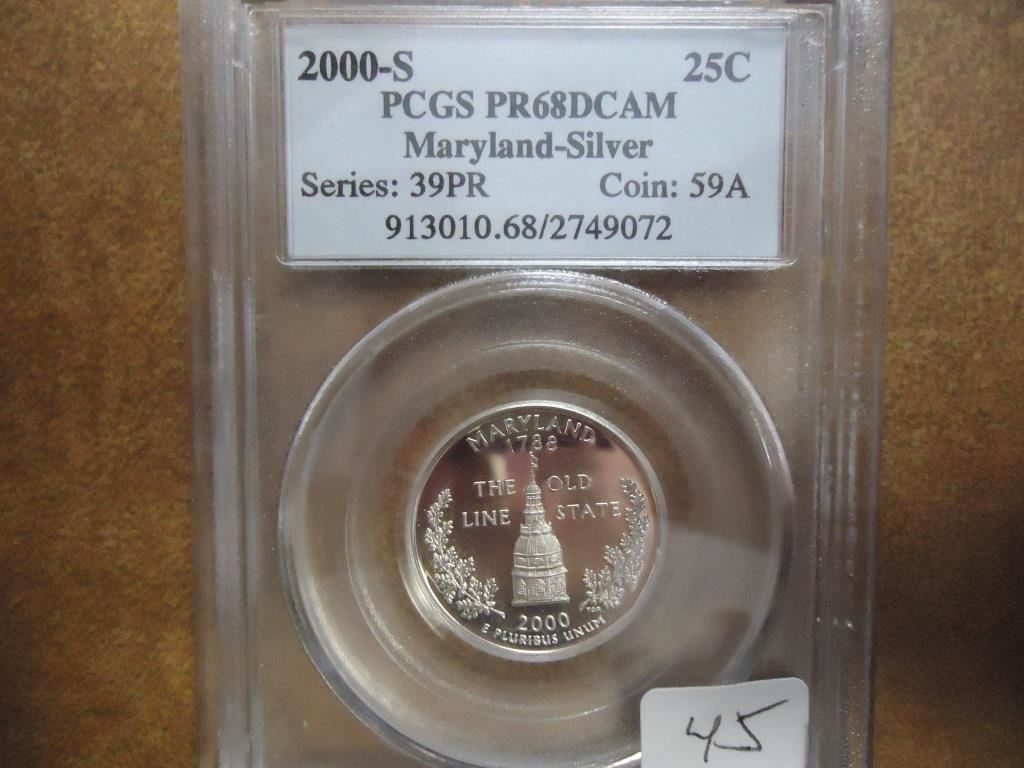 2000-S 25C
PCGS PR68DCAM
Maryland-Silver
Series: 39PR Coin: 59A
913010.68/2749072
MARYLAND
1788
THE OLD
LINE STATE
2000
E PLURIBUS UNUM
45